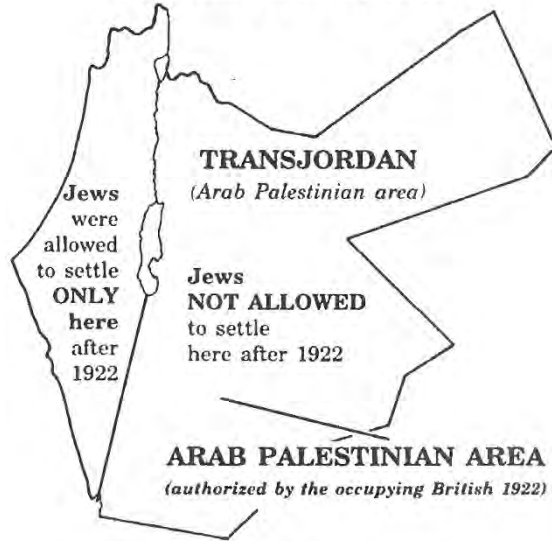 TRANSJORDAN
(Arab Palestinian area)
Jews
were
allowed
to settle
ONLY
here
after
1922
Jews
NOT ALLOWED
to settle
here after 1922
ARAB PALESTINIAN AREA
(authorized by the occupying British 1922)